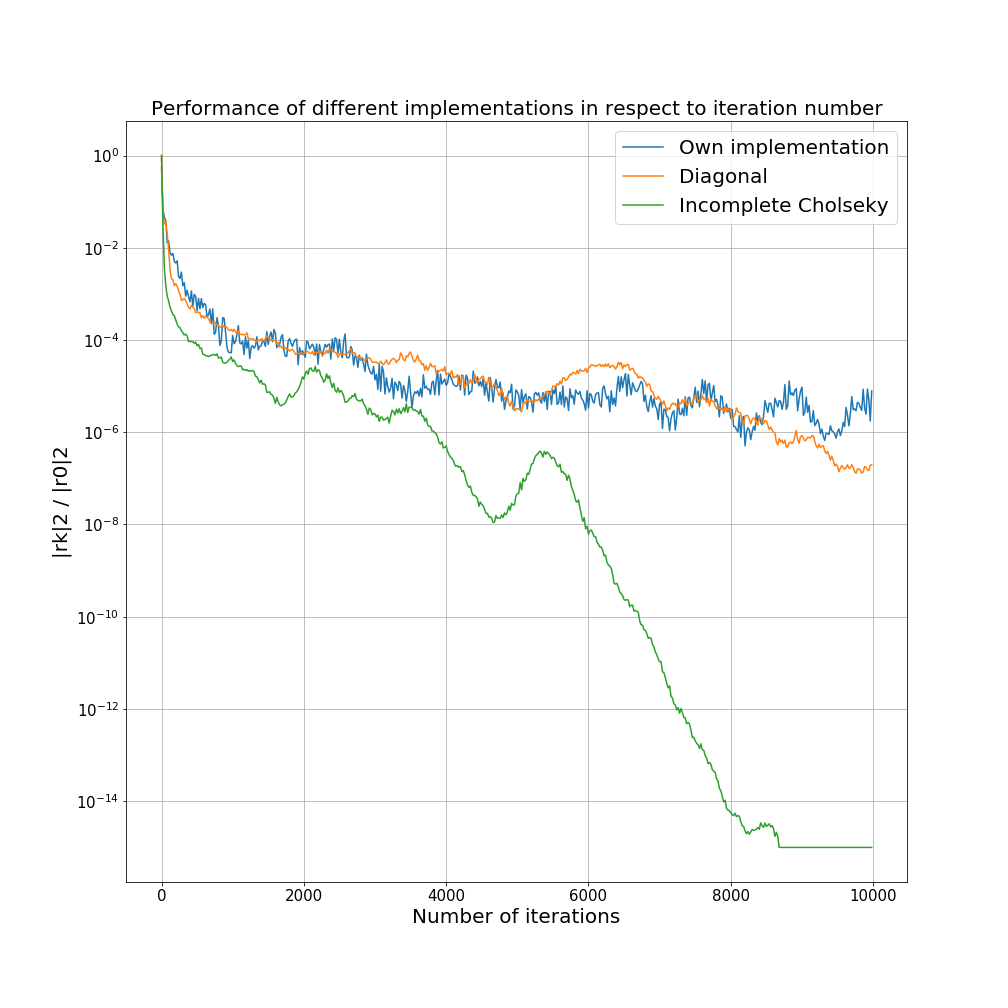 Performance of different implementations in respect to iteration number
Own implementation
Diagonal
Incomplete Cholseky
|rk|2 / |r0|2
10^0
10^−2
10^−4
10^−6
10^−8
10^−10
10^−12
10^−14
0 2000 4000 6000 8000 10000
Number of iterations